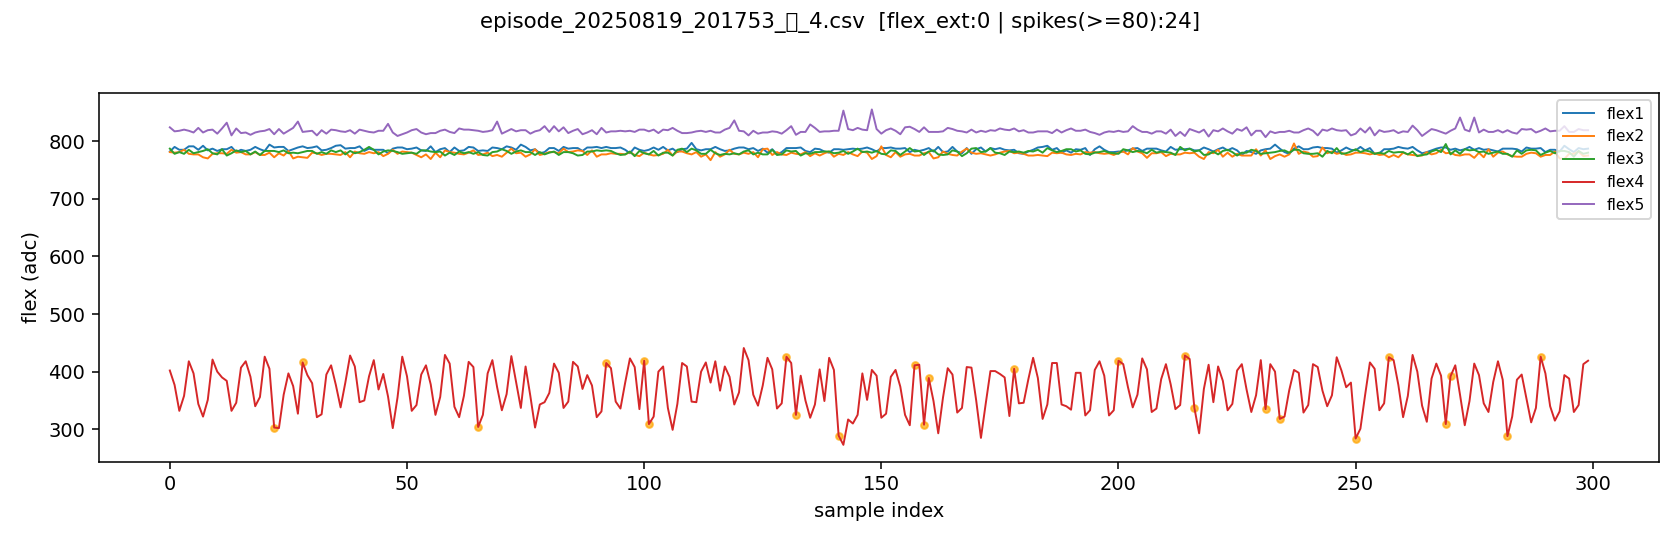 episode_20250819_201753_▯_4.csv  [flex_ext:0 | spikes(>=80):24]
flex1
flex2
flex3
flex4
flex5
800
700
600
500
400
300
flex (adc)
0
50
100
150
200
250
300
sample index